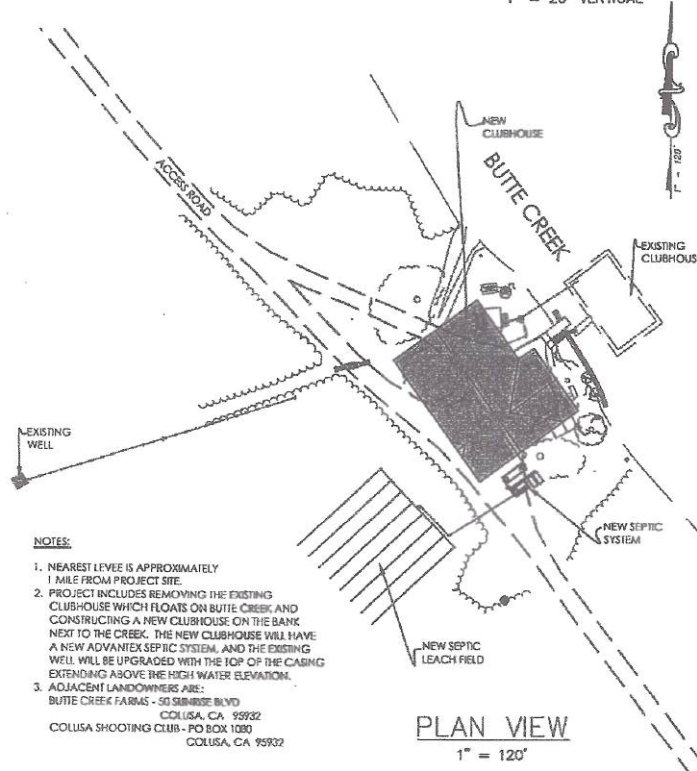 1" = 20' VERTICAL
1" = 120'
NEW
CLUBHOUSE
BUTTE CREEK
ACCESS ROAD
EXISTING
CLUBHOUS
EXISTING
WELL
NEW SEPTIC
SYSTEM
NEW SEPTIC
LEACH FIELD
NOTES:
1. NEAREST LEVEE IS APPROXIMATELY
1 MILE FROM PROJECT SITE.
2. PROJECT INCLUDES REMOVING THE EXISTING
CLUBHOUSE WHICH FLOATS ON BUTTE CREEK AND
CONSTRUCTING A NEW CLUBHOUSE ON THE BANK
NEXT TO THE CREEK. THE NEW CLUBHOUSE WILL HAVE
A NEW ADVANTEX SEPTIC SYSTEM, AND THE EXISTING
WELL WILL BE UPGRADED WITH THE TOP OF THE CASING
EXTENDING ABOVE THE HIGH WATER ELEVATION.
3. ADJACENT LANDOWNERS ARE:
BUTTE CREEK FARMS - 50 SUNRISE BLVD
COLUSA, CA 95932
COLUSA SHOOTING CLUB - PO BOX 1080
COLUSA, CA 95932
PLAN VIEW
1" = 120'